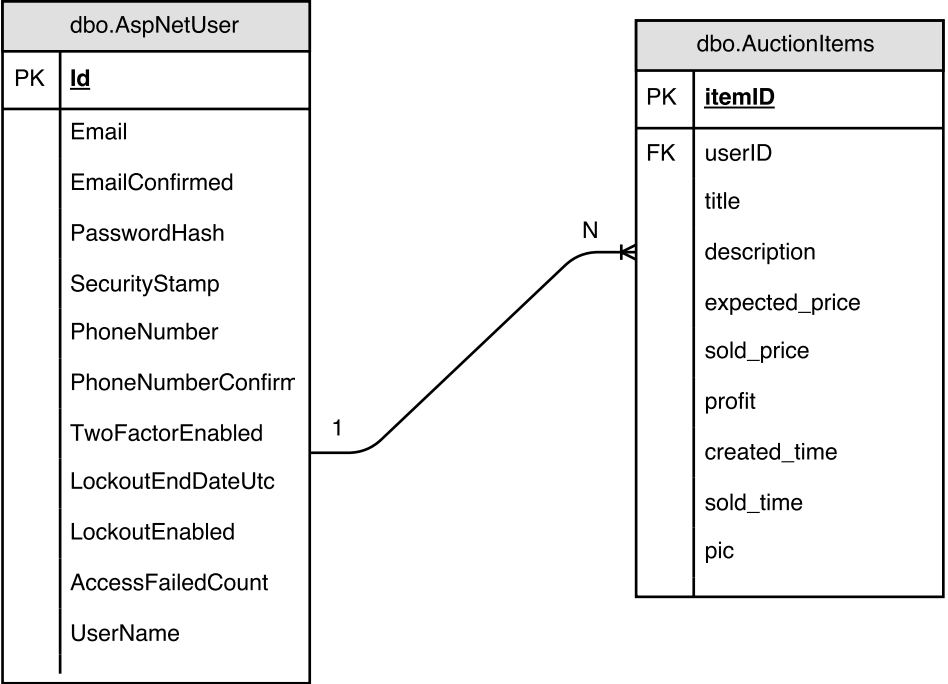 dbo.AspNetUser
PK Id
Email
EmailConfirmed
PasswordHash
SecurityStamp
PhoneNumber
PhoneNumberConfirm
TwoFactorEnabled
LockoutEndDateUtc
LockoutEnabled
AccessFailedCount
UserName
1
N
dbo.AuctionItems
PK itemID
FK userID
title
description
expected_price
sold_price
profit
created_time
sold_time
pic